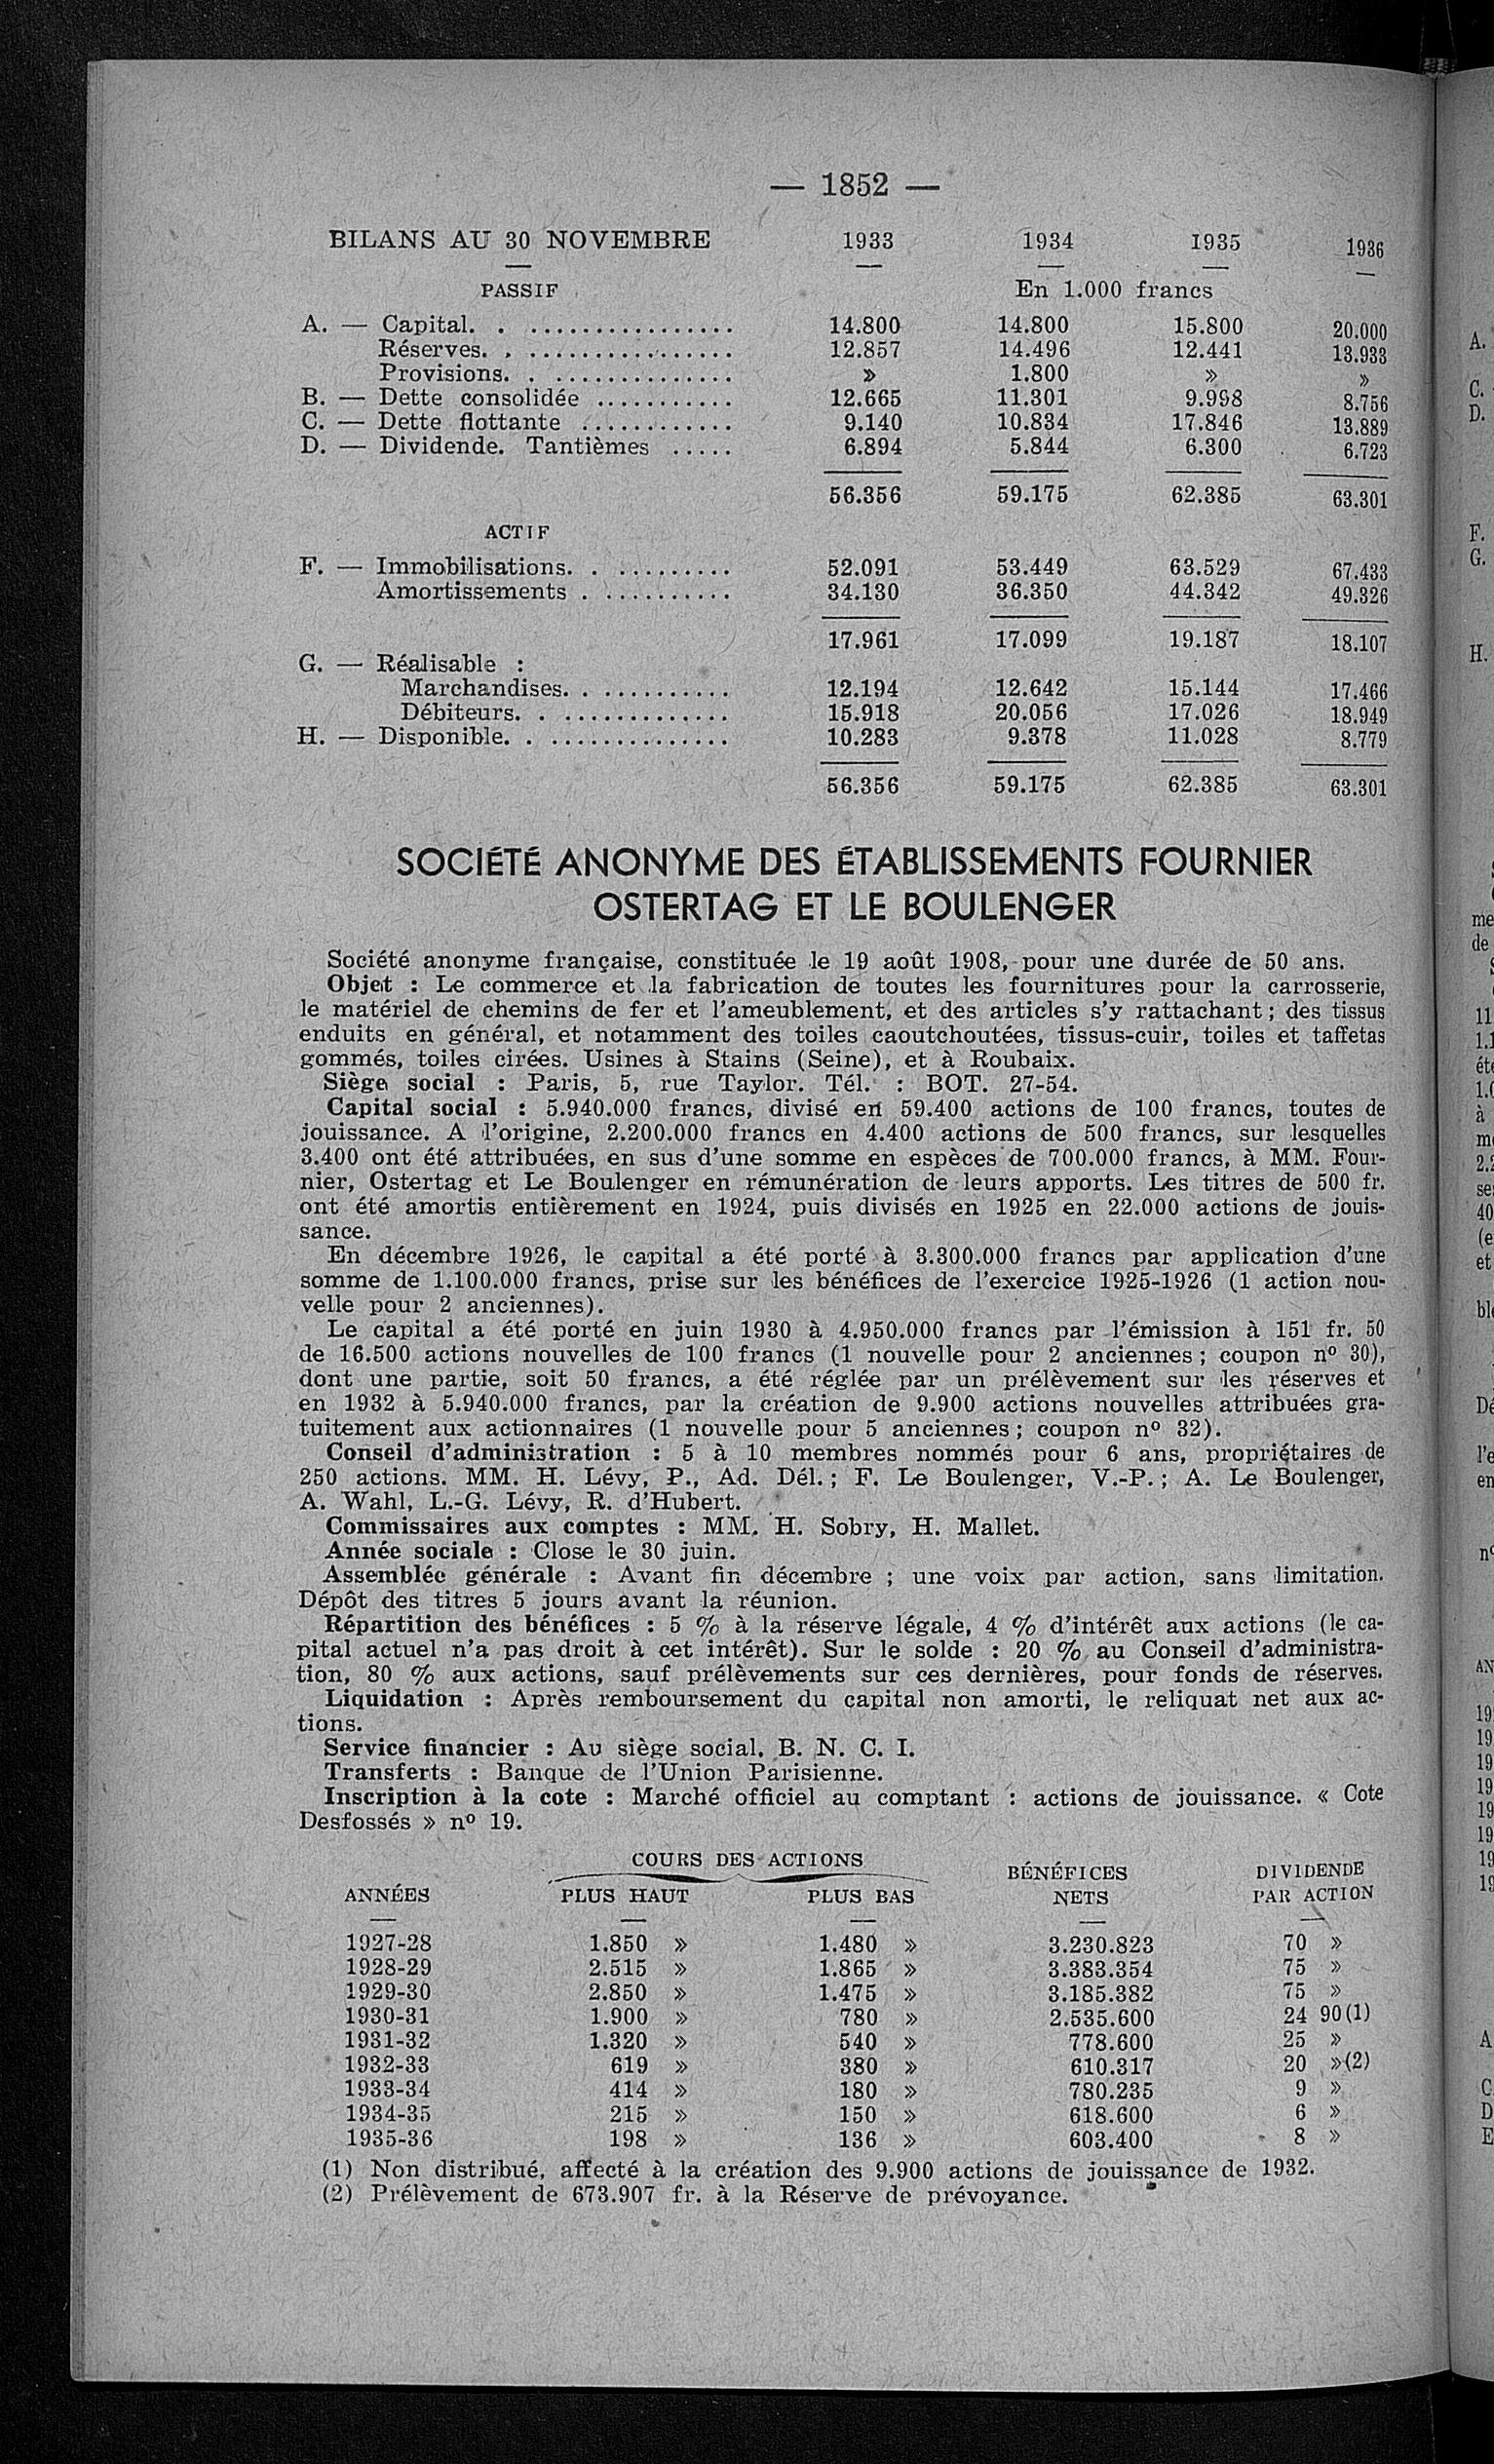 — 1852 —
BILANS AU 30 NOVEMBRE 1933 1934 1935 1936
PASSIF En 1.000 francs
A. — Capital. . ................ 14.800 14.800 15.800 20.000
Réserves. . ................ 12.857 14.496 12.441 13.933
Provisions. . .............. » 1.800 » »
B. — Dette consolidée ........... 12.665 11.301 9.998 8.756
C. — Dette flottante ............ 9.140 10.834 17.846 13.889
D. — Dividende. Tantièmes ..... 6.894 5.844 6.300 6.723
56.356 59.175 62.385 63.301
ACTIF
F. — Immobilisations. . ......... 52.091 53.449 63.529 67.433
Amortissements . .......... 34.130 36.350 44.342 49.326
17.961 17.099 19.187 18.107
G. — Réalisable :
Marchandises. . ........... 12.194 12.642 15.144 17.466
Débiteurs. . ............. 15.918 20.056 17.026 18.949
H. — Disponible. . .............. 10.283 9.378 11.028 8.779
56.356 59.175 62.385 63.301
SOCIÉTÉ ANONYME DES ÉTABLISSEMENTS FOURNIER
OSTERTAG ET LE BOULENGER
Société anonyme française, constituée le 19 août 1908, pour une durée de 50 ans.
Objet : Le commerce et la fabrication de toutes les fournitures pour la carrosserie,
le matériel de chemins de fer et l'ameublement, et des articles s'y rattachant ; des tissus
enduits en général, et notamment des toiles caoutchoutées, tissus-cuir, toiles et taffetas
gommés, toiles cirées. Usines à Stains (Seine), et à Roubaix.
Siège social : Paris, 5, rue Taylor. Tél. : BOT. 27-54.
Capital social : 5.940.000 francs, divisé en 59.400 actions de 100 francs, toutes de
jouissance. A l'origine, 2.200.000 francs en 4.400 actions de 500 francs, sur lesquelles
3.400 ont été attribuées, en sus d'une somme en espèces de 700.000 francs, à MM. Four-
nier, Ostertag et Le Boulenger en rémunération de leurs apports. Les titres de 500 fr.
ont été amortis entièrement en 1924, puis divisés en 1925 en 22.000 actions de jouis-
sance.
En décembre 1926, le capital a été porté à 3.300.000 francs par application d'une
somme de 1.100.000 francs, prise sur les bénéfices de l'exercice 1925-1926 (1 action nou-
velle pour 2 anciennes).
Le capital a été porté en juin 1930 à 4.950.000 francs par l'émission à 151 fr. 50
de 16.500 actions nouvelles de 100 francs (1 nouvelle pour 2 anciennes ; coupon nº 30),
dont une partie, soit 50 francs, a été réglée par un prélèvement sur les réserves et
en 1932 à 5.940.000 francs, par la création de 9.900 actions nouvelles attribuées gra-
tuitement aux actionnaires (1 nouvelle pour 5 anciennes ; coupon nº 32).
Conseil d'administration : 5 à 10 membres nommés pour 6 ans, propriétaires de
250 actions. MM. H. Lévy, P., Ad. Dél. ; F. Le Boulenger, V.-P. ; A. Le Boulenger,
A. Wahl, L.-G. Lévy, R. d'Hubert.
Commissaires aux comptes : MM. H. Sobry, H. Mallet.
Année sociale : Close le 30 juin.
Assemblée générale : Avant fin décembre ; une voix par action, sans limitation.
Dépôt des titres 5 jours avant la réunion.
Répartition des bénéfices : 5 % à la réserve légale, 4 % d'intérêt aux actions (le ca-
pital actuel n'a pas droit à cet intérêt). Sur le solde : 20 % au Conseil d'administra-
tion, 80 % aux actions, sauf prélèvements sur ces dernières, pour fonds de réserves.
Liquidation : Après remboursement du capital non amorti, le reliquat net aux ac-
tions.
Service financier : Au siège social. B. N. C. I.
Transferts : Banque de l'Union Parisienne.
Inscription à la cote : Marché officiel au comptant : actions de jouissance. « Cote
Desfossés » nº 19.
COURS DES ACTIONS BÉNÉFICES DIVIDENDE
ANNÉES PLUS HAUT PLUS BAS NETS PAR ACTION
1927-28 1.850 » 1.480 » 3.230.823 70 »
1928-29 2.515 » 1.865 » 3.383.354 75 »
1929-30 2.850 » 1.475 » 3.185.382 75 »
1930-31 1.900 » 780 » 2.535.600 24 90(1)
1931-32 1.320 » 540 » 778.600 25 »
1932-33 619 » 380 » 610.317 20 »(2)
1933-34 414 » 180 » 780.235 9 »
1934-35 215 » 150 » 618.600 6 »
1935-36 198 » 136 » 603.400 8 »
(1) Non distribué, affecté à la création des 9.900 actions de jouissance de 1932.
(2) Prélèvement de 673.907 fr. à la Réserve de prévoyance.